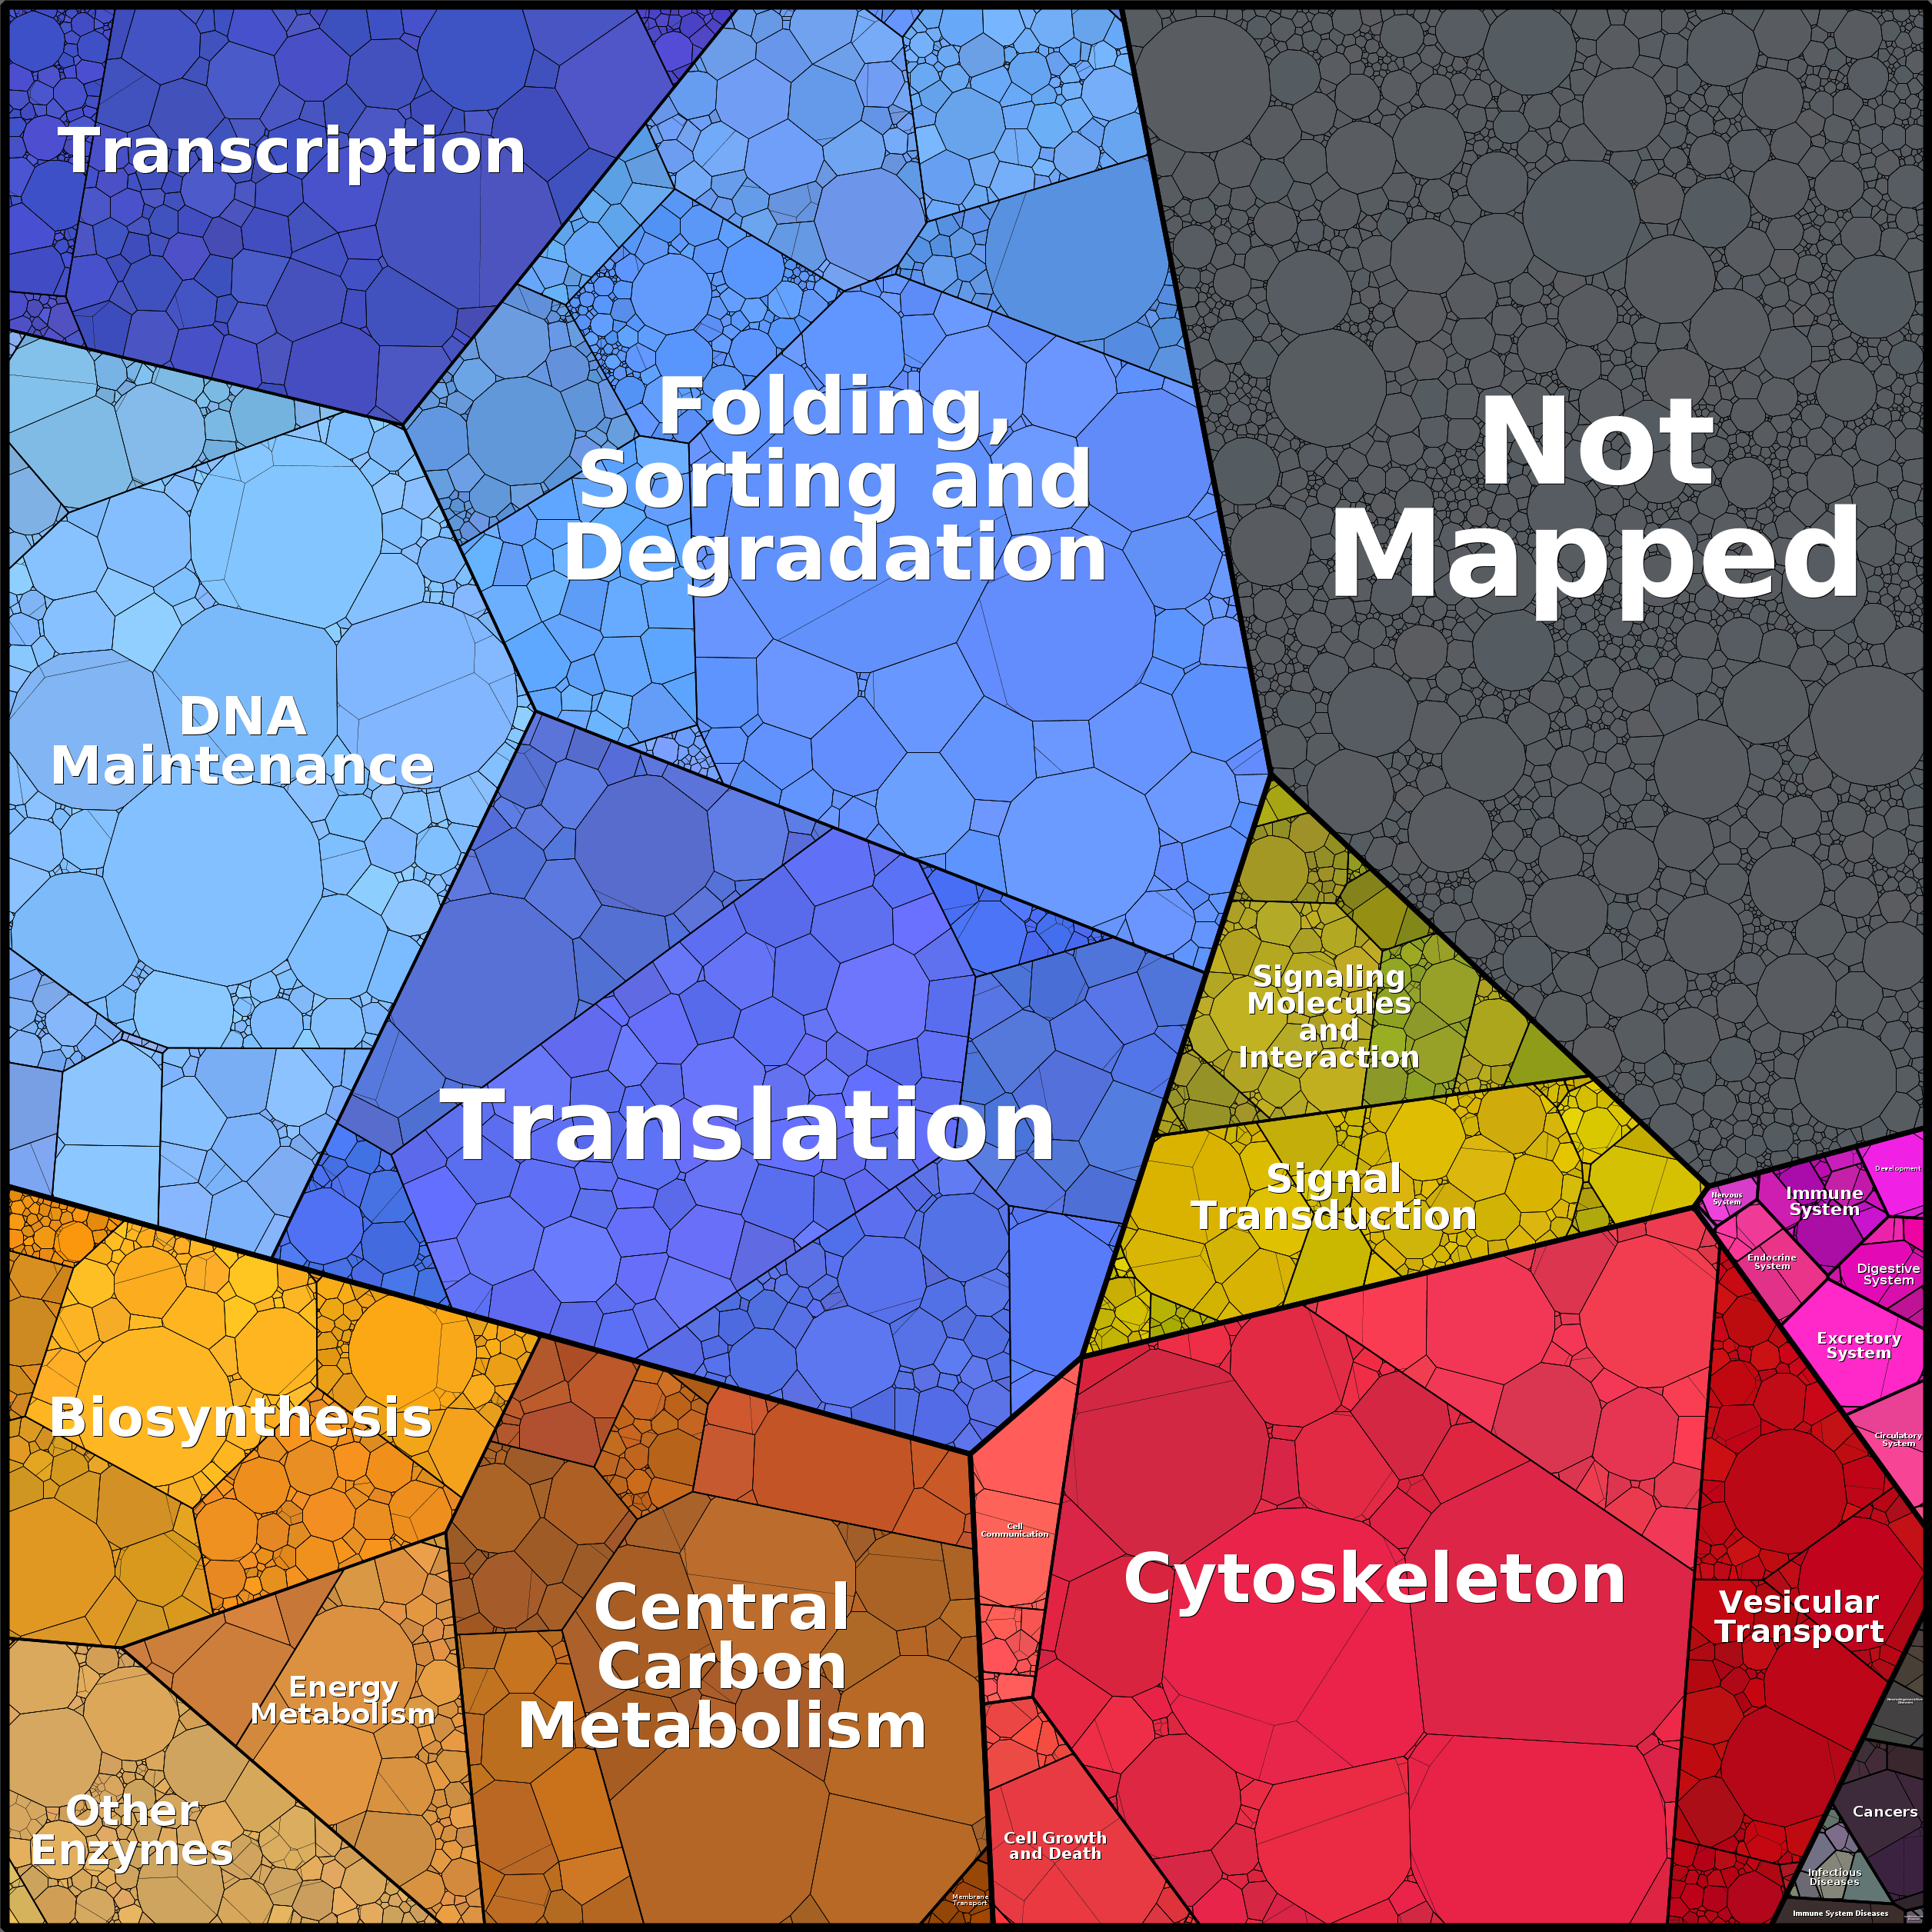 Transcription
Folding,
Sorting and
Degradation
Not
Mapped
DNA
Maintenance
Translation
Signaling
Molecules
and
Interaction
Signal
Transduction
Development
Nervous
System
Immune
System
Endocrine
System
Digestive
System
Excretory
System
Circulatory
System
Biosynthesis
Cell
Communication
Cytoskeleton
Vesicular
Transport
Central
Carbon
Metabolism
Energy
Metabolism
Other
Enzymes
Cell Growth
and Death
Membrane
Transport
Neurodegenerative
Diseases
Cancers
Infectious
Diseases
Immune System Diseases